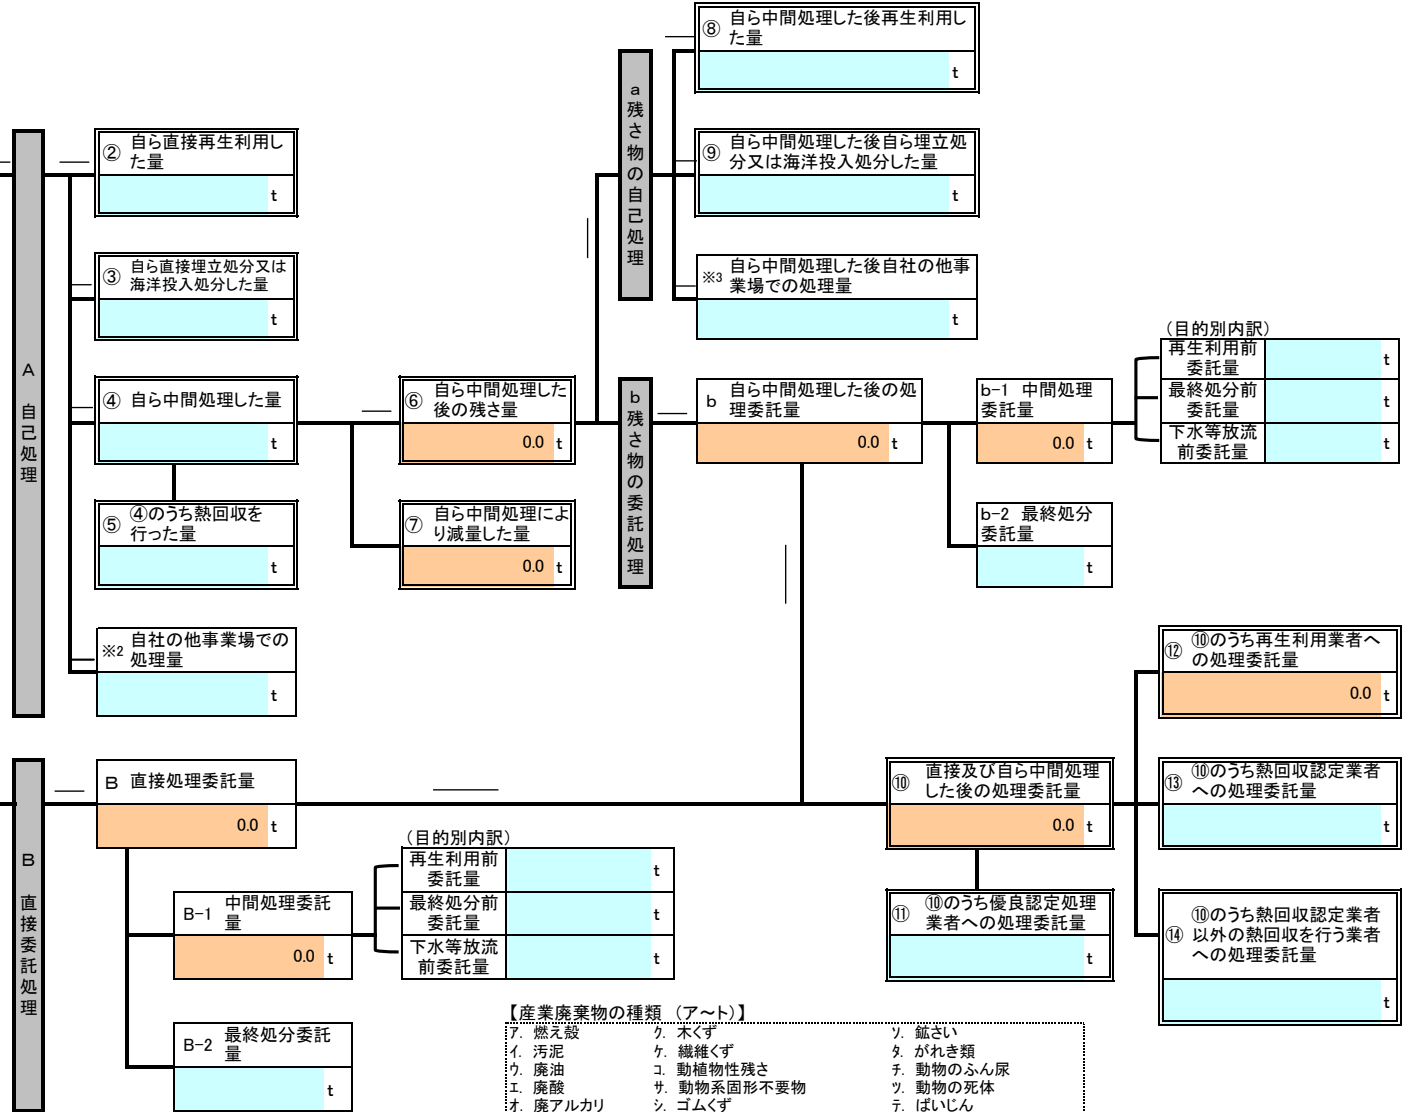 ⑧ 自ら中間処理した後再生利用し
た量
t
a残さ物の自己処理
⑨ 自ら中間処理した後自ら埋立処
分又は海洋投入処分した量
t
※3 自ら中間処理した後自社の他事
業場での処理量
t
A 自己処理
② 自ら直接再生利用し
た量
t
③ 自ら直接埋立処分又は
海洋投入処分した量
t
④ 自ら中間処理した量
t
⑤ ④のうち熱回収を
行った量
t
※2 自社の他事業場での
処理量
t
⑥ 自ら中間処理した
後の残さ量
0.0 t
⑦ 自ら中間処理によ
り減量した量
0.0 t
b残さ物の委託処理
b 自ら中間処理した後の処
理委託量
0.0 t
b-1 中間処理
委託量
0.0 t
b-2 最終処分
委託量
t
(目的別内訳)
再生利用前
委託量
t
最終処分前
委託量
t
下水等放流
前委託量
t
B 直接委託処理
B 直接処理委託量
0.0 t
B-1 中間処理委託
量
0.0 t
B-2 最終処分委託
量
t
(目的別内訳)
再生利用前
委託量
t
最終処分前
委託量
t
下水等放流
前委託量
t
⑩ 直接及び自ら中間処理
した後の処理委託量
0.0 t
⑪ ⑩のうち優良認定処理
業者への処理委託量
t
⑫ ⑩のうち再生利用業者へ
の処理委託量
0.0 t
⑬ ⑩のうち熱回収認定業者
への処理委託量
t
⑭ ⑩のうち熱回収認定業者
以外の熱回収を行う業者
への処理委託量
t
【産業廃棄物の種類 (ア~ト)】
ア. 燃え殻 ク. 木くず ソ. 鉱さい
イ. 汚泥 ケ. 繊維くず タ. がれき類
ウ. 廃油 コ. 動植物性残さ チ. 動物のふん尿
エ. 廃酸 サ. 動物系固形不要物 ツ. 動物の死体
オ. 廃アルカリ シ. ゴムくず テ. ばいじん